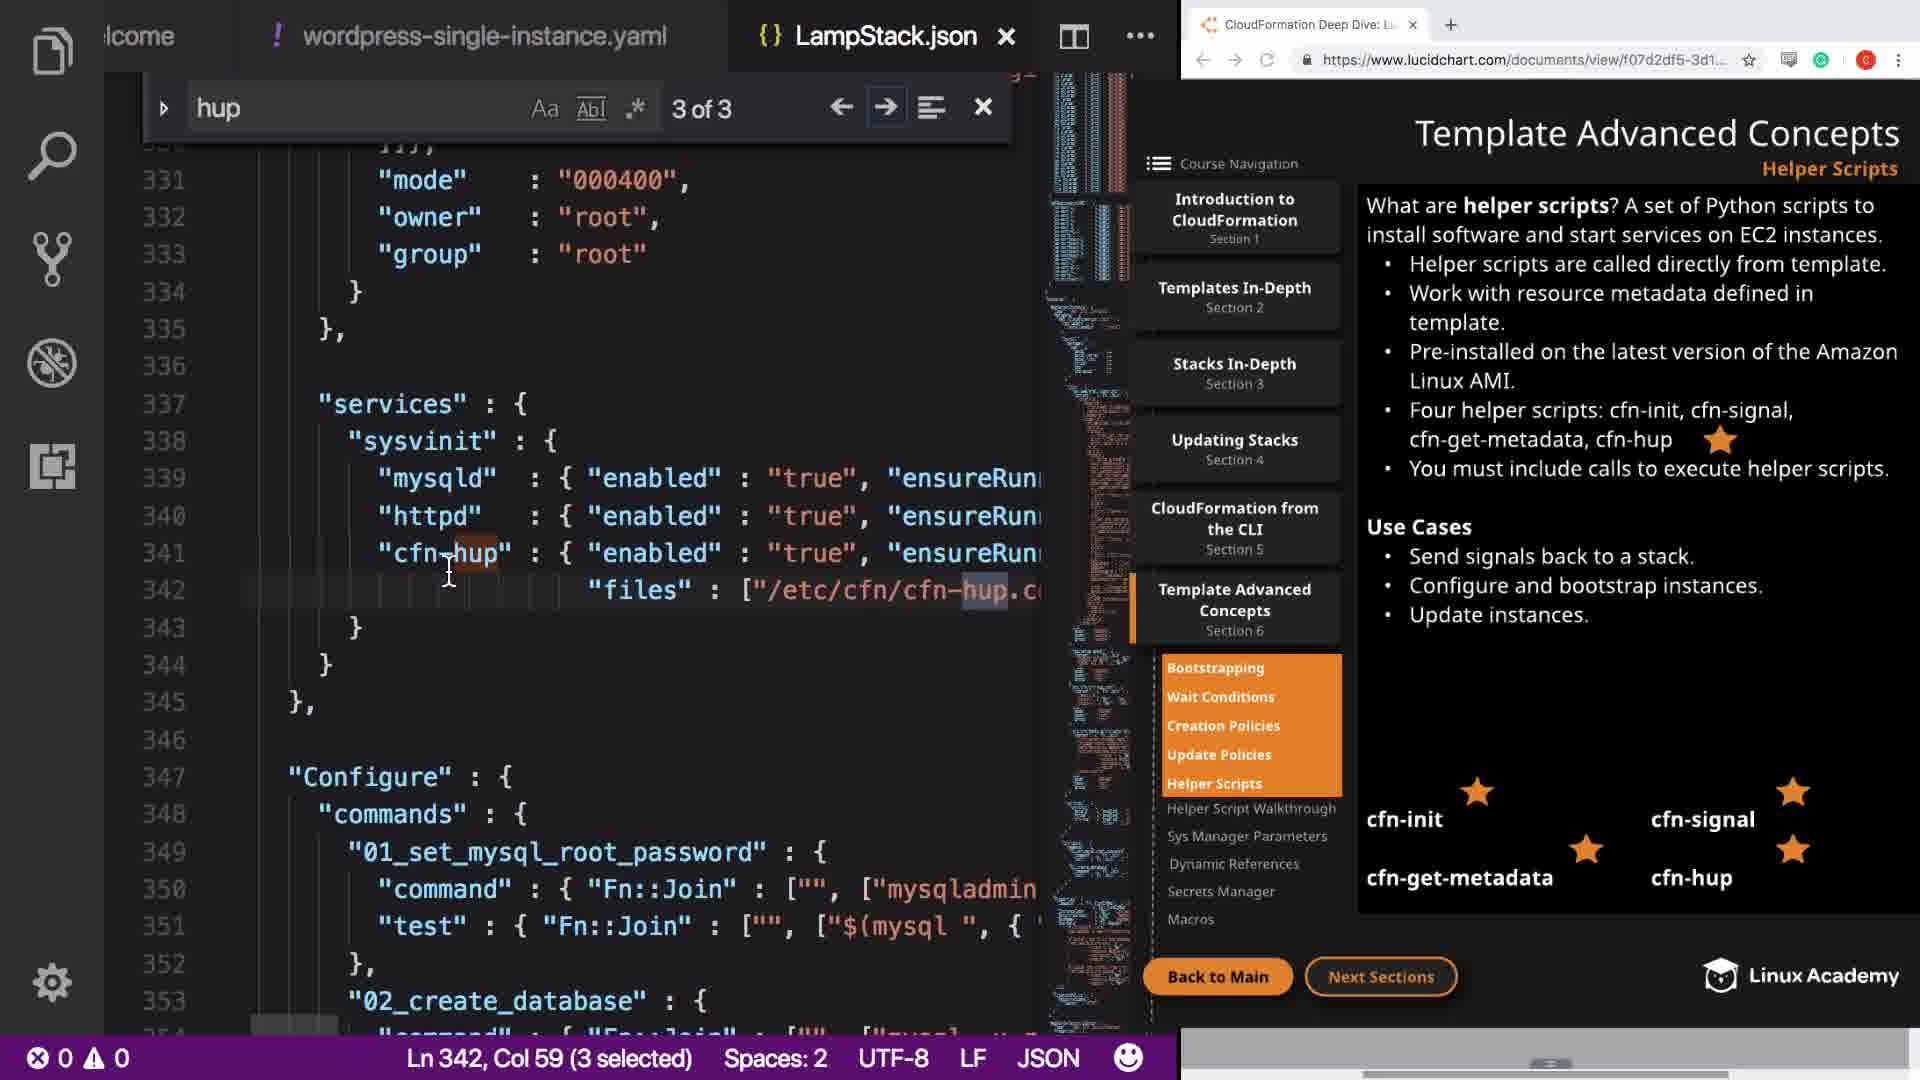 lcome
! wordpress-single-instance.yaml
{} LampStack.json
hup
Aa Abl .* 3 of 3
]]},
331 "mode" : "000400",
332 "owner" : "root",
333 "group" : "root"
334 }
335 },
336
337 "services" : {
338 "sysvinit" : {
339 "mysqld" : { "enabled" : "true", "ensureRun
340 "httpd" : { "enabled" : "true", "ensureRun
341 "cfn-hup" : { "enabled" : "true", "ensureRun
342 "files" : ["/etc/cfn/cfn-hup.c
343 }
344 }
345 },
346
347 "Configure" : {
348 "commands" : {
349 "01_set_mysql_root_password" : {
350 "command" : { "Fn::Join" : ["", ["mysqladmin
351 "test" : { "Fn::Join" : ["", ["$(mysql ", {
352 },
353 "02_create_database" : {
0 0
Ln 342, Col 59 (3 selected) Spaces: 2 UTF-8 LF JSON
CloudFormation Deep Dive: Lu
https://www.lucidchart.com/documents/view/f07d2df5-3d1...
C
Template Advanced Concepts
Helper Scripts
Course Navigation
Introduction to
CloudFormation
Section 1
Templates In-Depth
Section 2
Stacks In-Depth
Section 3
Updating Stacks
Section 4
CloudFormation from
the CLI
Section 5
Template Advanced
Concepts
Section 6
Bootstrapping
Wait Conditions
Creation Policies
Update Policies
Helper Scripts
Helper Script Walkthrough
Sys Manager Parameters
Dynamic References
Secrets Manager
Macros
Back to Main
Next Sections
What are helper scripts? A set of Python scripts to
install software and start services on EC2 instances.
• Helper scripts are called directly from template.
• Work with resource metadata defined in
template.
• Pre-installed on the latest version of the Amazon
Linux AMI.
• Four helper scripts: cfn-init, cfn-signal,
cfn-get-metadata, cfn-hup
• You must include calls to execute helper scripts.
Use Cases
• Send signals back to a stack.
• Configure and bootstrap instances.
• Update instances.
cfn-init
cfn-signal
cfn-get-metadata
cfn-hup
Linux Academy